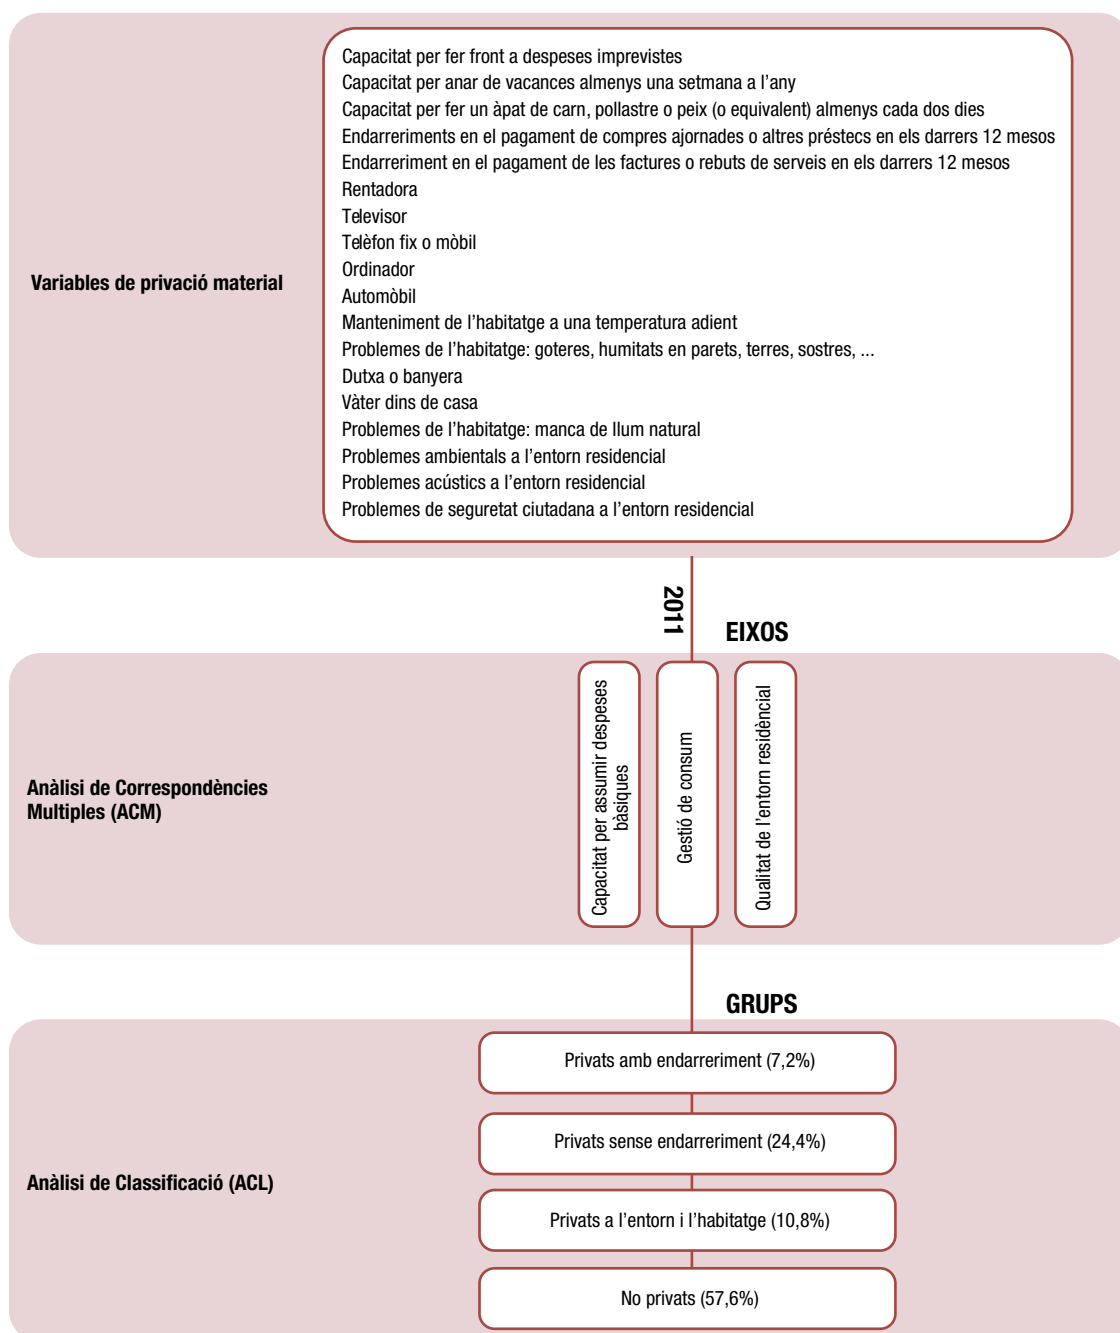 Capacitat per fer front a despeses imprevistes
Capacitat per anar de vacances almenys una setmana a l'any
Capacitat per fer un àpat de carn, pollastre o peix (o equivalent) almenys cada dos dies
Endarreriments en el pagament de compres ajornades o altres préstecs en els darrers 12 mesos
Endarreriment en el pagament de les factures o rebuts de serveis en els darrers 12 mesos
Rentadora
Televisor
Telèfon fix o mòbil
Ordinador
Automòbil
Manteniment de l'habitatge a una temperatura adient
Problemes de l'habitatge: goteres, humitats en parets, terres, sostres, ...
Dutxa o banyera
Vàter dins de casa
Problemes de l'habitatge: manca de llum natural
Problemes ambientals a l'entorn residencial
Problemes acústics a l'entorn residencial
Problemes de seguretat ciutadana a l'entorn residencial
Variables de privació material
2011
EIXOS
Anàlisi de Correspondències
Multiples (ACM)
Capacitat per assumir despeses
bàsiques
Gestió de consum
Qualitat de l'entorn residèncial
GRUPS
Anàlisi de Classificació (ACL)
Privats amb endarreriment (7,2%)
Privats sense endarreriment (24,4%)
Privats a l'entorn i l'habitatge (10,8%)
No privats (57,6%)